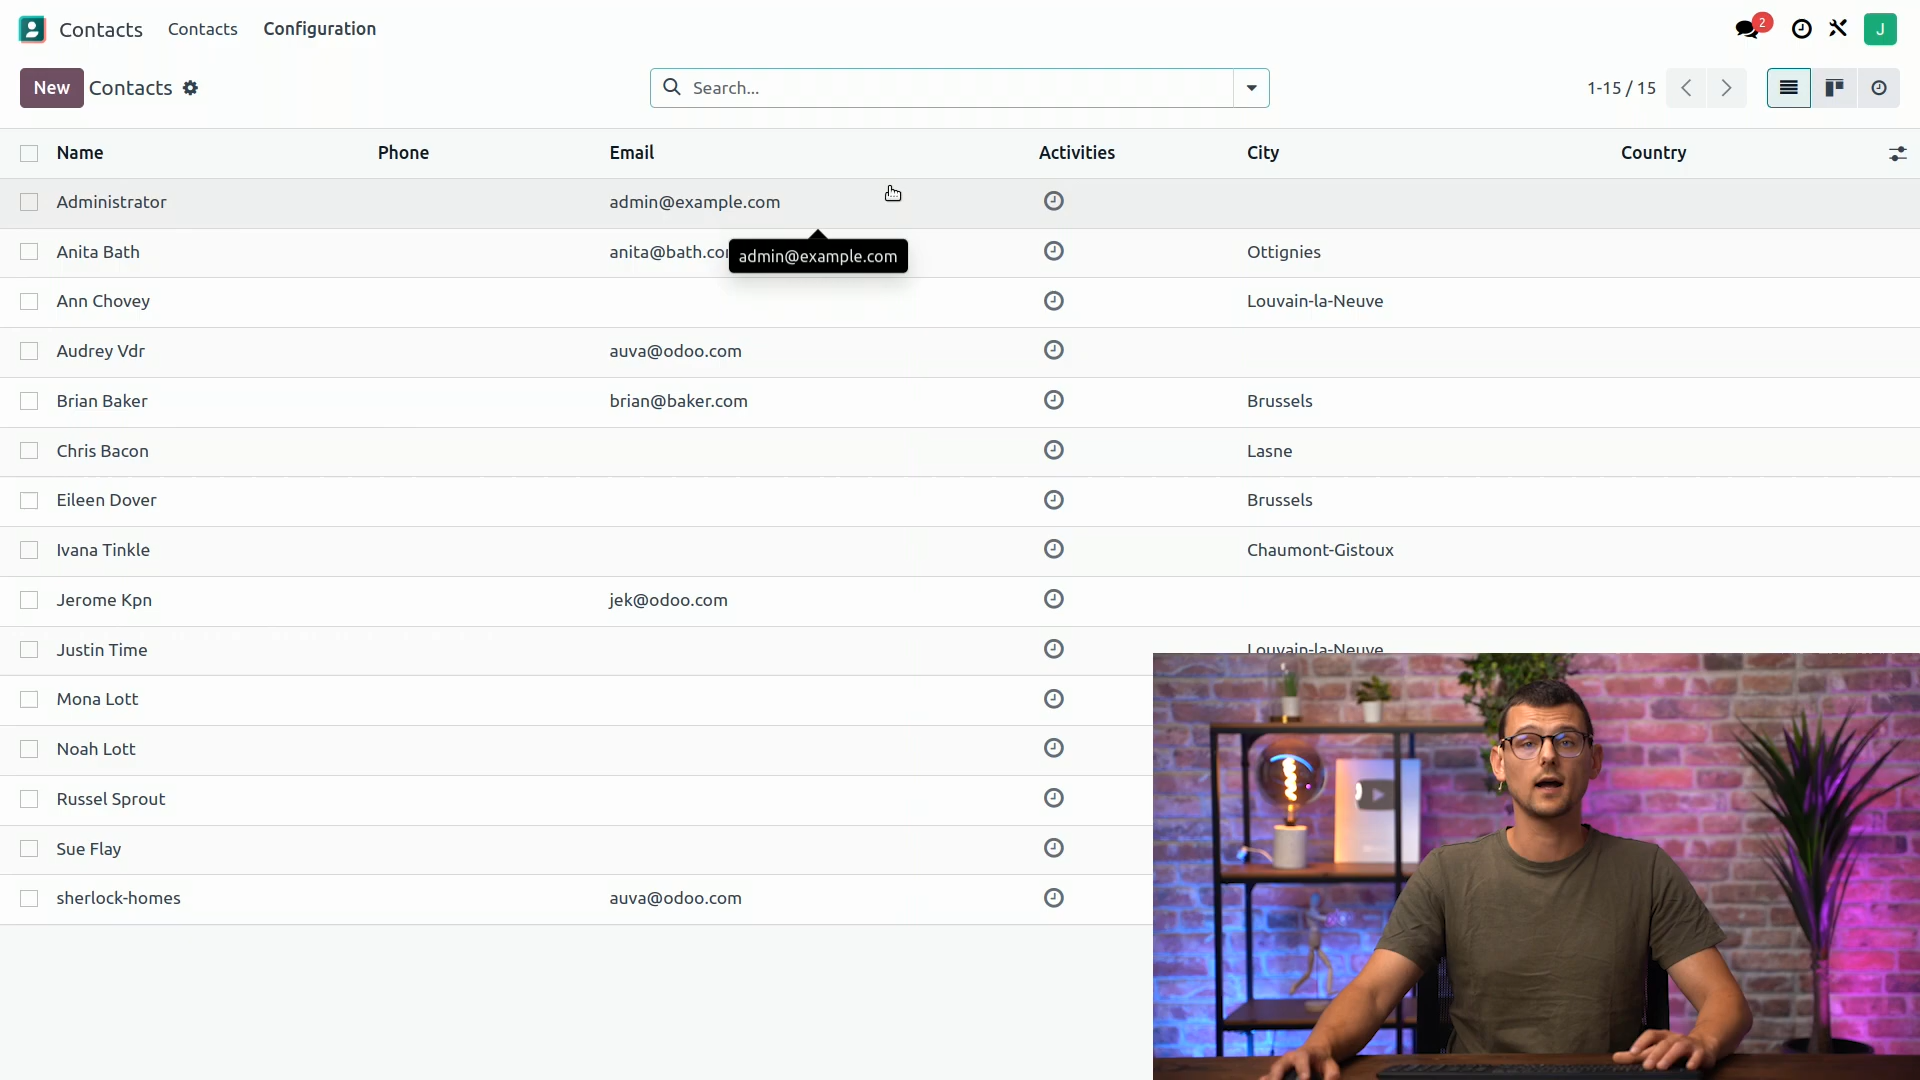 Contacts Contacts Configuration 2 J
New Contacts Search... 1-15 / 15
Name Phone Email Activities City Country
Administrator admin@example.com
admin@example.com
Anita Bath anita@bath.co Ottignies
Ann Chovey Louvain-la-Neuve
Audrey Vdr auva@odoo.com
Brian Baker brian@baker.com Brussels
Chris Bacon Lasne
Eileen Dover Brussels
Ivana Tinkle Chaumont-Gistoux
Jerome Kpn jek@odoo.com
Justin Time Louvain-la-Neuve
Mona Lott
Noah Lott
Russel Sprout
Sue Flay
sherlock-homes auva@odoo.com